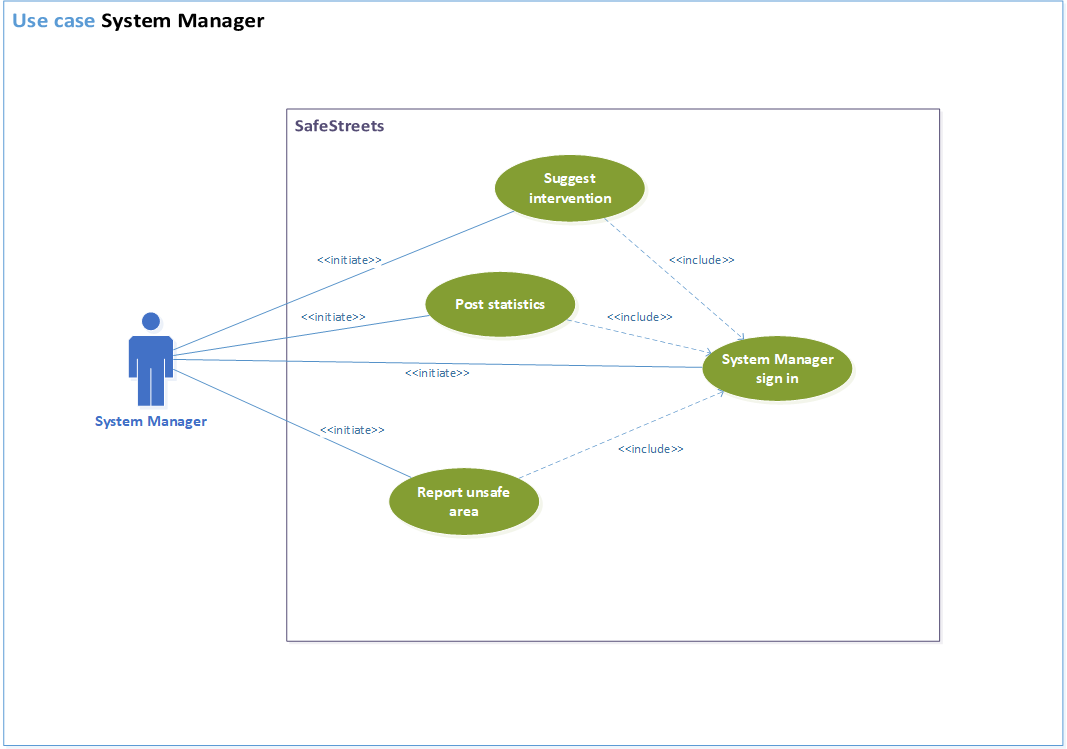 Use case System Manager
SafeStreets
Suggest
intervention
<<initiate>>
<<include>>
Post statistics
<<initiate>>
<<include>>
System Manager
sign in
<<initiate>>
System Manager
<<initiate>>
<<include>>
Report unsafe
area